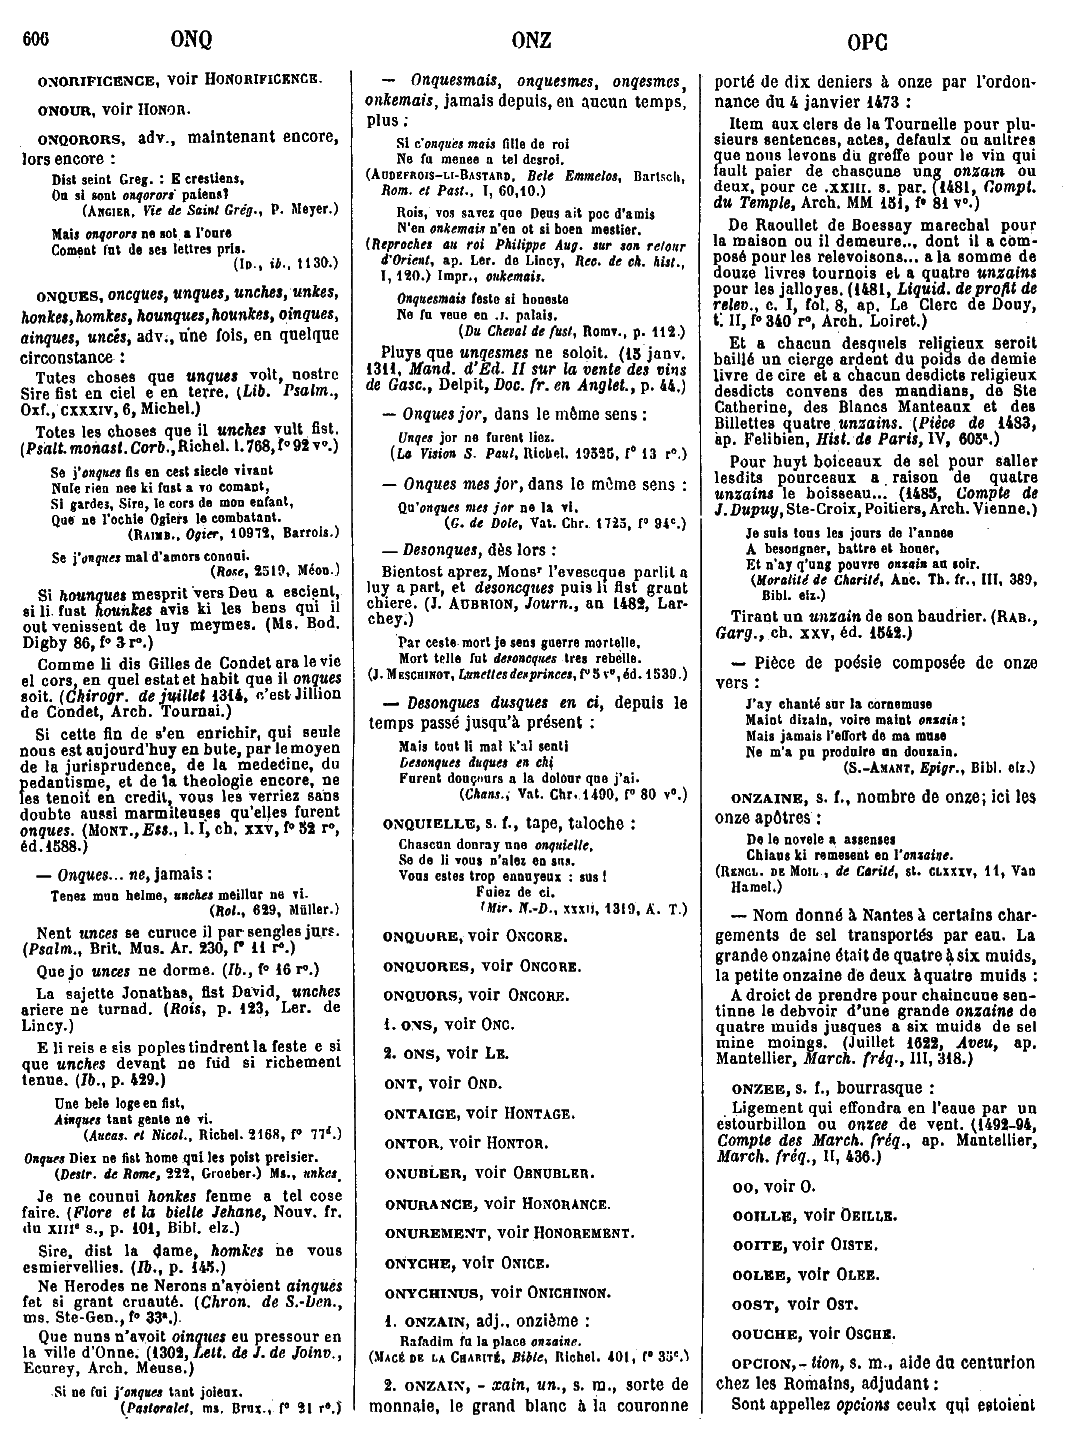 606 ONQ ONZ OPC
ONORIFICENCE, voir HONORIFICENCE.
ONOUR, voir HONOR.
ONQORORS, adv., maintenant encore,
lors encore :
Dist seint Greg. : E crestiens,
Ou si sont onqorors paiens?
(ANGIER, Vie de Saint Grég., P. Meyer.)
Mais onqorors ne sot a l'oure
Coment fut de ses lettres pris.
(ID., ib., 1130.)
ONQUES, oncques, unques, unches, unkes,
honkes, homkes, hounques, hounkes, oinques,
ainques, uncés, adv., une fois, en quelque
circonstance :
Tutes choses que unques volt, nostre
Sire fist en ciel e en terre. (Lib. Psalm.,
Oxf., CXXXIV, 6, Michel.)
Totes les choses que il unches vult fist.
(Psalt. monast. Corb., Richel. l. 768, f° 92 v°.)
Se j'onques fis en cest siecle vivant
Nule rien nee ki fust a vo comant,
Si gardes, Sire, le cors de mon enfant,
Que ne l'ochie Ogiers le combatant.
(RAIMB., Ogier, 10972, Barrois.)
Se j'onques mal d'amors connui.
(Rose, 2519, Méon.)
Si hounques mesprit vers Deu a escient,
si li fust hounkes avis ki les bens qui il
out venissent de luy meymes. (Ms. Bod.
Digby 86, f° 3 r°.)
Comme li dis Gilles de Condet ara le vie
el cors, en quel estat et habit que il onques
soit. (Chirogr. de juillet 1314, c'est Jillion
de Condet, Arch. Tournai.)
Si cette fin de s'en enrichir, qui seule
nous est aujourd'huy en bute, par le moyen
de la jurisprudence, de la medecine, du
pedantisme, et de la theologie encore, ne
les tenoit en credit, vous les verriez sans
doubte aussi marmiteuses qu'elles furent
onques. (MONT., Ess., l. I, ch. XXV, f° 52 r°,
éd. 1588.)
— Onques... ne, jamais :
Tenez mun helme, unches meillur ne vi.
(Rol., 629, Müller.)
Nent unces se curuce il par sengles jurs.
(Psalm., Brit. Mus. Ar. 230, f° 11 r°.)
Que jo unces ne dorme. (Ib., f° 16 r°.)
La sajette Jonathas, fist David, unches
ariere ne turnad. (Rois, p. 123, Ler. de
Lincy.)
E li reis e sis poples tindrent la feste e si
que unches devant ne fud si richement
tenue. (Ib., p. 429.)
Une bele loge en fist,
Ainques tant gente ne vi.
(Aucas. et Nicol., Richel. 2168, f° 77d.)
Onques Diex ne fist home qui les poist preisier.
(Destr. de Rome, 222, Groeber.) Ms., unkes.
Je ne counui honkes fenme a tel cose
faire. (Flore et la bielle Jehane, Nouv. fr.
du XIIIe s., p. 101, Bibl. elz.)
Sire, dist la dame, homkes ne vous
esmiervellies. (Ib., p. 145.)
Ne Herodes ne Nerons n'avoient ainques
fet si grant cruauté. (Chron. de S.-Den.,
ms. Ste-Gen., f° 33a.)
Que nuns n'avoit oinques eu pressour en
la ville d'Onne. (1302, Lett. de J. de Joinv.,
Ecurey, Arch. Meuse.)
Si ne fui j'onques tant joieux.
(Pastoralet, ms. Brux., f° 21 r°.)
— Onquesmais, onquesmes, onqesmes,
onkemais, jamais depuis, en aucun temps,
plus :
Si c'onques mais fille de roi
Ne fu menee a tel desroi.
(AUDEFROIS-LI-BASTARD, Bele Emmelos, Bartsch,
Rom. et Past., I, 60,10.)
Rois, vos savez que Deus ait poc d'amis
N'en onkemais n'en ot si boen mestier.
(Reproches au roi Philippe Aug. sur son retour
d'Orient, ap. Ler. de Lincy, Rec. de ch. hist.,
I, 120.) Impr., oukemais.
Onquesmais feste si honeste
Ne fu veue en .I. palais.
(Du Cheval de fust, Romv., p. 112.)
Pluys que unqesmes ne soloit. (15 janv.
1311, Mand. d'Ed. II sur la vente des vins
de Gasc., Delpit, Doc. fr. en Anglet., p. 44.)
— Onques jor, dans le même sens :
Unqes jor ne furent liez.
(La Vision S. Paul, Richel. 19525, f° 13 r°.)
— Onques mes jor, dans le même sens :
Qu'onques mes jor ne la vi.
(G. de Dole, Vat. Chr. 1725, f° 94c.)
— Desonques, dès lors :
Bientost aprez, Monsr l'evescque parlit a
luy a part, et desoncques puis li fist grant
chiere. (J. AUBRION, Journ., an 1482, Lar-
chey.)
Par ceste mort je sens guerre mortelle,
Mort telle fut desoncques tres rebelle.
(J. MESCHINOT, Lunettes des princes, f° 5 v°, éd. 1539.)
— Desonques dusques en ci, depuis le
temps passé jusqu'à présent :
Mais tout li mal k'ai senti
Desonques duques en chi
Furent douçours a la dolour que j'ai.
(Chans., Vat. Chr. 1490, f° 80 v°.)
ONQUIELLE, s. f., tape, taloche :
Chascun donray une onquielle,
Se de li vous n'alez en sus.
Vous estes trop ennuyeux : sus !
Fuiez de ci.
(Mir. N.-D., XXXII, 1319, A. T.)
ONQUORE, voir ONCORE.
ONQUORES, voir ONCORE.
ONQUORS, voir ONCORE.
1. ONS, voir ONC.
2. ONS, voir LE.
ONT, voir OND.
ONTAIGE, voir HONTAGE.
ONTOR, voir HONTOR.
ONUBLER, voir OBNUBLER.
ONURANCE, voir HONORANCE.
ONUREMENT, voir HONOREMENT.
ONYCHE, voir ONICE.
ONYCHINUS, voir ONICHINON.
1. ONZAIN, adj., onzième :
Rafadim fu la place onzaine.
(MACÉ DE LA CHARITÉ, Bible, Richel. 401, f° 35c.)
2. ONZAIN, - xain, un., s. m., sorte de
monnaie, le grand blanc à la couronne
porté de dix deniers à onze par l'ordon-
nance du 4 janvier 1473 :
Item aux clers de la Tournelle pour plu-
sieurs sentences, actes, defaulx ou aultres
que nous levons du greffe pour le vin qui
fault paier de chascune ung onzain ou
deux, pour ce .XXIII. s. par. (1481, Compt.
du Temple, Arch. MM 151, f° 81 v°.)
De Raoullet de Boessay marechal pour
la maison ou il demeure.., dont il a com-
posé pour les relevoisons... a la somme de
douze livres tournois et a quatre unzains
pour les jalloyes. (1481, Liquid. de profit de
relev., c. I, fol. 8, ap. Le Clerc de Douy,
t. II, f° 340 r°, Arch. Loiret.)
Et a chacun desquels religieux seroit
baillé un cierge ardent du poids de demie
livre de cire et a chacun desdicts religieux
desdicts convens des mandians, de Ste
Catherine, des Blancs Manteaux et des
Billettes quatre unzains. (Pièce de 1483,
ap. Felibien, Hist. de Paris, IV, 605a.)
Pour huyt boiceaux de sel pour saller
lesdits pourceaux a raison de quatre
unzains le boisseau... (1485, Compte de
J. Dupuy, Ste-Croix, Poitiers, Arch. Vienne.)
Je suis tous les jours de l'annee
A besongner, battre et houer,
Et n'ay q'ung pouvre onzain au soir.
(Moralité de Charité, Anc. Th. fr., III, 389,
Bibl. elz.)
Tirant un unzain de son baudrier. (RAB.,
Garg., ch. XXV, éd. 1542.)
— Pièce de poésie composée de onze
vers :
J'ay chanté sur la cornemuse
Maint dizain, voire maint onzain ;
Mais jamais l'effort de ma muse
Ne m'a pu produire un douzain.
(S.-AMANT, Epigr., Bibl. elz.)
ONZAINE, s. f., nombre de onze ; ici les
onze apôtres :
De le novele a assenses
Chiaus ki remesent en l'onzaine.
(RENCL. DE MOIL., de Carité, st. CLXXIV, 11, Van
Hamel.)
— Nom donné à Nantes à certains char-
gements de sel transportés par eau. La
grande onzaine était de quatre à six muids,
la petite onzaine de deux à quatre muids :
A droict de prendre pour chaincune sen-
tinne le debvoir d'une grande onzaine de
quatre muids jusques a six muids de sel
mine moings. (Juillet 1622, Aveu, ap.
Mantellier, March. fréq., III, 318.)
ONZEE, s. f., bourrasque :
Ligement qui effondra en l'eaue par un
estourbillon ou onzee de vent. (1492-94,
Compte des March. fréq., ap. Mantellier,
March. fréq., II, 436.)
OO, voir O.
OOILLE, voir OEILLE.
OOITE, voir OISTE.
OOLEE, voir OLEE.
OOST, voir OST.
OOUCHE, voir OSCHE.
OPCION, - tion, s. m., aide du centurion
chez les Romains, adjudant :
Sont appellez opcions ceulx qui estoient